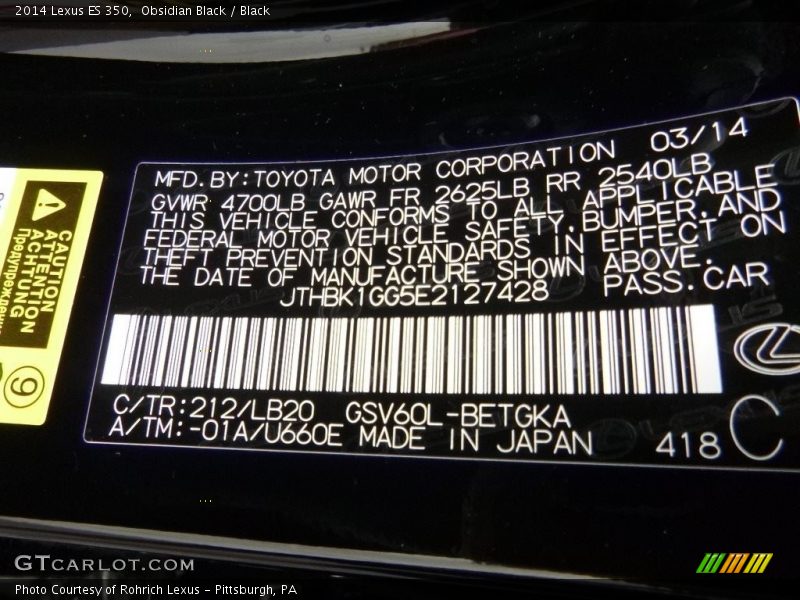 2014 Lexus ES 350,  Obsidian Black / Black
MFD.BY:TOYOTA MOTOR CORPORATION 03/14
GVWR 4700LB GAWR FR 2625LB RR 2540LB
THIS VEHICLE CONFORMS TO ALL APPLICABLE
FEDERAL MOTOR VEHICLE SAFETY,BUMPER,AND
THEFT PREVENTION STANDARDS IN EFFECT ON
THE DATE OF MANUFACTURE SHOWN ABOVE.
JTHBK1GG5E2127428 PASS.CAR
C/TR:212/LB20 GSV60L-BETGKA
A/TM:-01A/U660E MADE IN JAPAN 418 C
CAUTION
ATTENTION
ACHTUNG
Предупреждение
9
GTCARLOT.COM
Photo Courtesy of Rohrich Lexus - Pittsburgh, PA